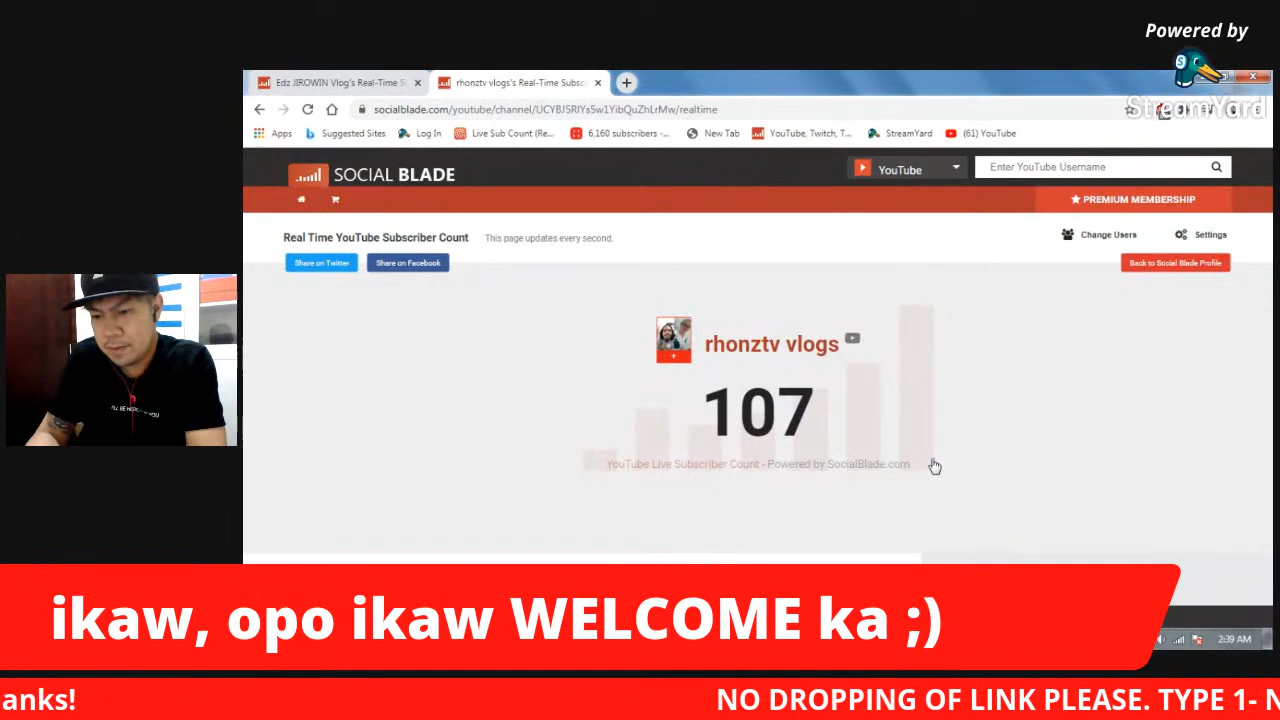 Powered by
StreamYard
Edz JIROWIN Vlog's Real-Time S
rhonztv vlogs's Real-Time Subsc
socialblade.com/youtube/channel/UCYBJ5RIYs5w1YibQuZhLrMw/realtime
Apps
Suggested Sites
Log In
Live Sub Count (Re...
6,160 subscribers -...
New Tab
YouTube, Twitch, T...
StreamYard
(61) YouTube
SOCIAL BLADE
YouTube
Enter YouTube Username
PREMIUM MEMBERSHIP
Real Time YouTube Subscriber Count
This page updates every second.
Change Users
Settings
Share on Twitter
Share on Facebook
Back to Social Blade Profile
rhonztv vlogs
107
YouTube Live Subscriber Count - Powered by SocialBlade.com
ikaw, opo ikaw WELCOME ka ;)
2:39 AM
anks!
NO DROPPING OF LINK PLEASE. TYPE 1- N